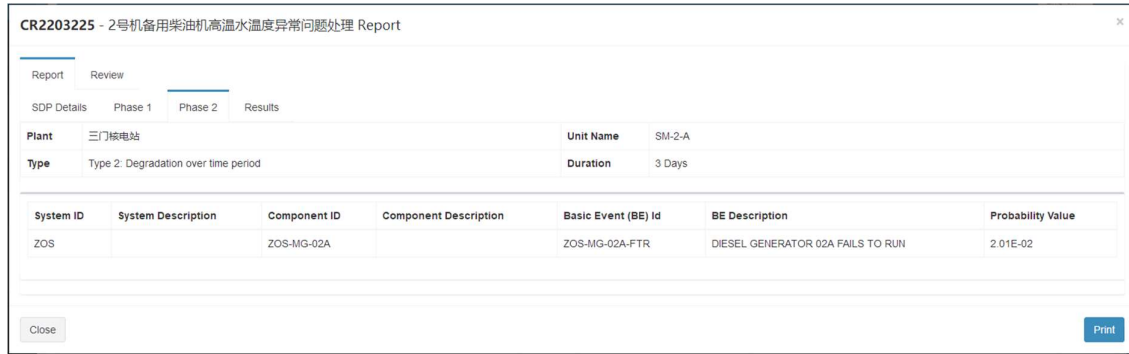 CR2203225 - 2号机备用柴油机高温水温度异常问题处理 Report
×
Report Review
SDP Details Phase 1 Phase 2 Results
Plant 三门核电站 Unit Name SM-2-A
Type Type 2: Degradation over time period Duration 3 Days
System ID System Description Component ID Component Description Basic Event (BE) Id BE Description Probability Value
ZOS ZOS-MG-02A ZOS-MG-02A-FTR DIESEL GENERATOR 02A FAILS TO RUN 2.01E-02
Close Print